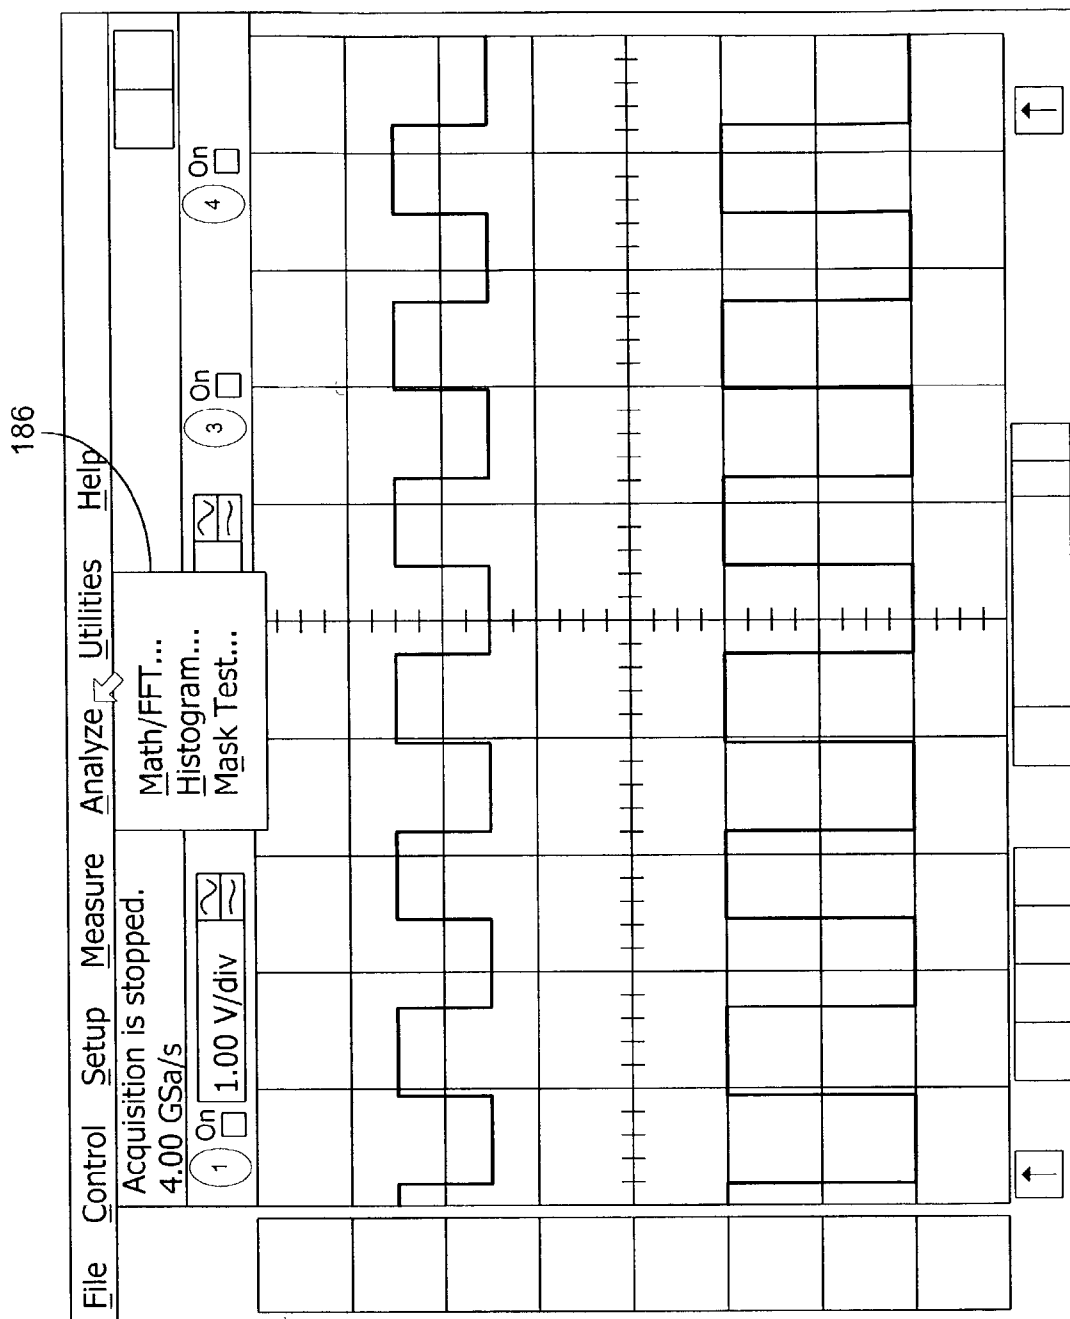 186
File Control Setup Measure Analyze Utilities Help
Acquisition is stopped.
4.00 GSa/s
Math/FFT...
Histogram...
Mask Test...
1 On 1.00 V/div
3 On
4 On